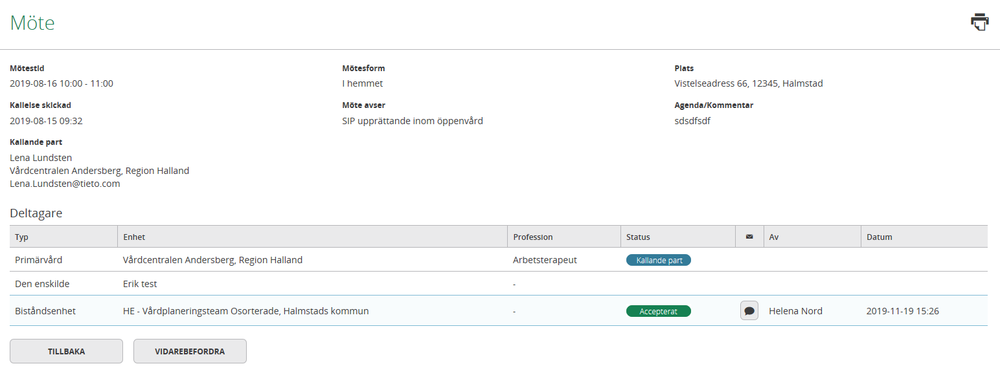 Möte
Mötestid
Mötesform
Plats
2019-08-16 10:00 - 11:00
I hemmet
Vistelseadress 66, 12345, Halmstad
Kallelse skickad
Möte avser
Agenda/Kommentar
2019-08-15 09:32
SIP upprättande inom öppenvård
sdsdfsdf
Kallande part
Lena Lundsten
Vårdcentralen Andersberg, Region Halland
Lena.Lundsten@tieto.com
Deltagare
Typ Enhet Profession Status Av Datum
Primärvård Vårdcentralen Andersberg, Region Halland Arbetsterapeut Kallande part
Den enskilde Erik test -
Biståndsenhet HE - Vårdplaneringsteam Osorterade, Halmstads kommun - Accepterat Helena Nord 2019-11-19 15:26
TILLBAKA VIDAREBEFORDRA